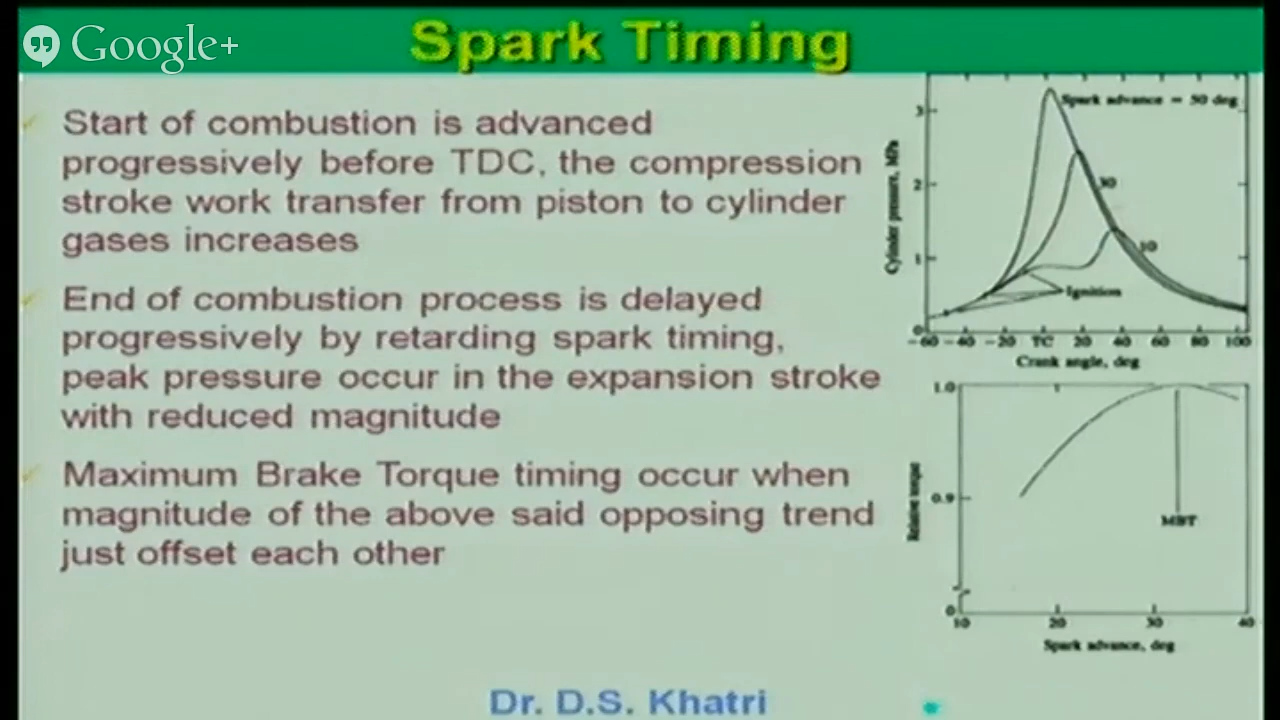 Google+
Spark Timing
Start of combustion is advanced
progressively before TDC, the compression
stroke work transfer from piston to cylinder
gases increases
End of combustion process is delayed
progressively by retarding spark timing,
peak pressure occur in the expansion stroke
with reduced magnitude
Maximum Brake Torque timing occur when
magnitude of the above said opposing trend
just offset each other
Spark advance = 50 deg
Cylinder pressure, MPa
3
2
1
0
30
10
Ignition
-60 -40 -20 TC 20 40 60 80 100
Crank angle, deg
1.0
0.9
0
Relative torque
MBT
10 20 30 40
Spark advance, deg
Dr. D.S. Khatri